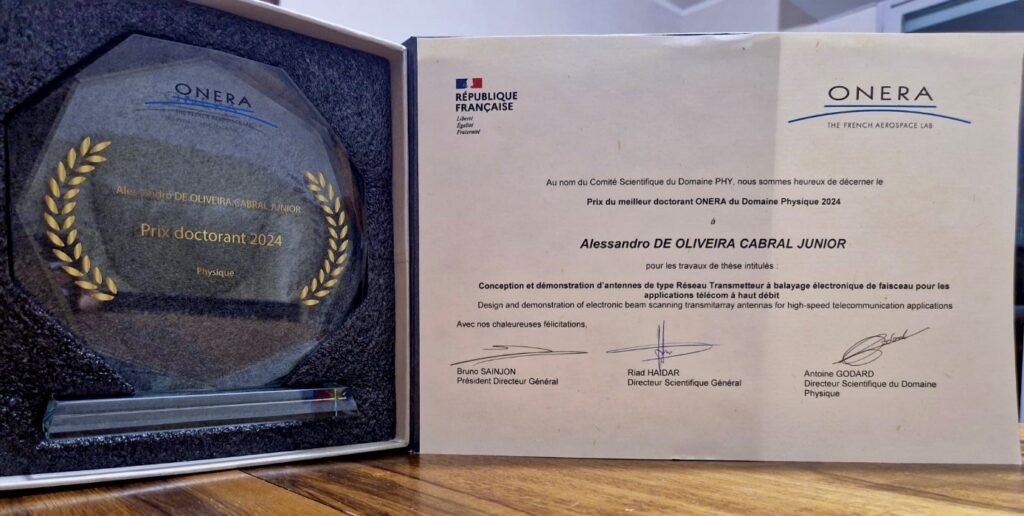 ONERA
THE FRENCH AEROSPACE LAB
Alessandro DE OLIVEIRA CABRAL JUNIOR
Prix doctorant 2024
Physique
RÉPUBLIQUE
FRANÇAISE
Liberté
Égalité
Fraternité
ONERA
THE FRENCH AEROSPACE LAB
Au nom du Comité Scientifique du Domaine PHY, nous sommes heureux de décerner le
Prix du meilleur doctorant ONERA du Domaine Physique 2024
à
Alessandro DE OLIVEIRA CABRAL JUNIOR
pour les travaux de thèse intitulés :
Conception et démonstration d'antennes de type Réseau Transmetteur à balayage électronique de faisceau pour les
applications télécom à haut débit
Design and demonstration of electronic beam scanning transmitarray antennas for high-speed telecommunication applications
Avec nos chaleureuses félicitations,
Bruno SAINJON
Président Directeur Général
Riad HAIDAR
Directeur Scientifique Général
Antoine GODARD
Directeur Scientifique du Domaine
Physique